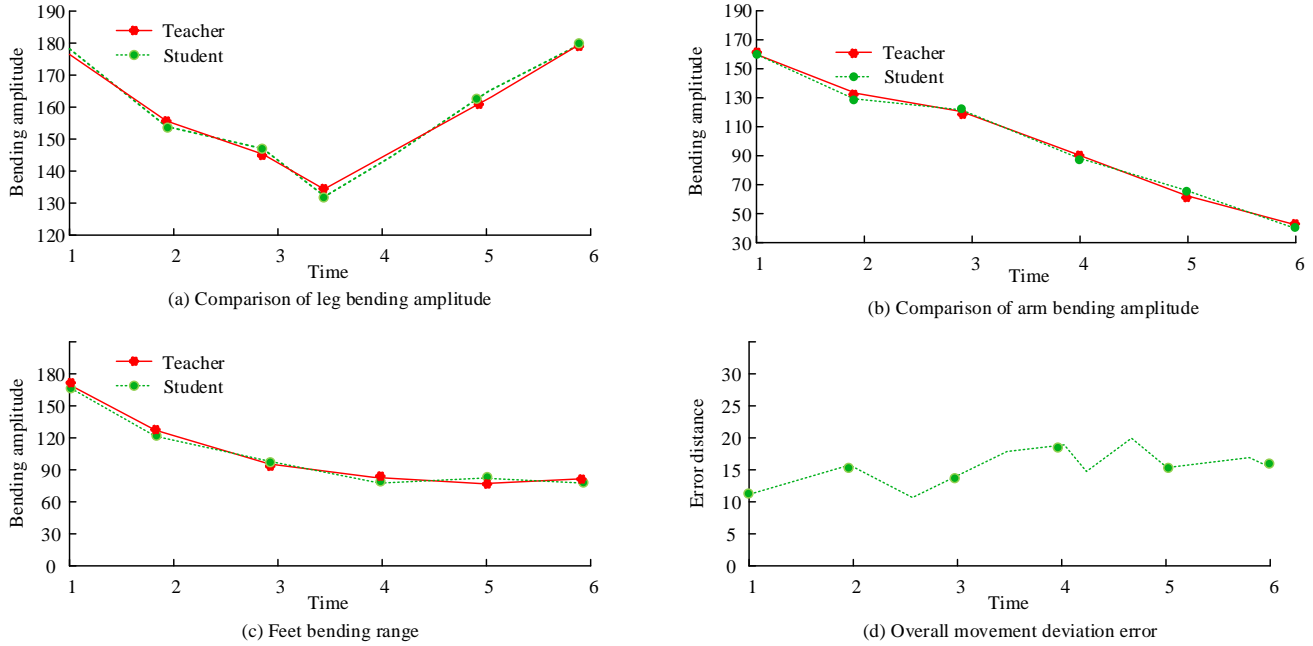 190
180
170
160
150
140
130
120
Bending amplitude
Teacher
Student
1 2 3 4 5 6
Time
(a) Comparison of leg bending amplitude
190
170
150
130
110
90
70
50
30
Bending amplitude
Teacher
Student
1 2 3 4 5 6
Time
(b) Comparison of arm bending amplitude
180
150
120
90
60
30
0
Bending amplitude
Teacher
Student
1 2 3 4 5 6
Time
(c) Feet bending range
30
25
20
15
10
5
0
Error distance
1 2 3 4 5 6
Time
(d) Overall movement deviation error